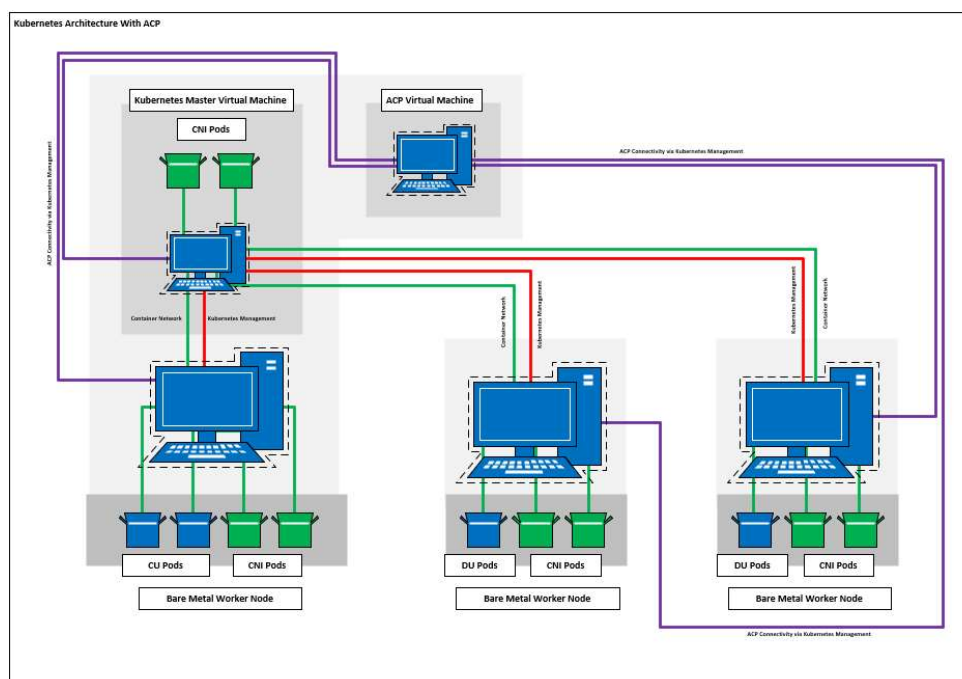 Kubernetes Architecture With ACP
Kubernetes Master Virtual Machine
ACP Virtual Machine
CNI Pods
ACP Connectivity via Kubernetes Management
ACP Connectivity via Kubernetes Management
Container Network
Kubernetes Management
Container Network
Kubernetes Management
Kubernetes Management
Container Network
CU Pods
CNI Pods
DU Pods
CNI Pods
DU Pods
CNI Pods
Bare Metal Worker Node
Bare Metal Worker Node
Bare Metal Worker Node
ACP Connectivity via Kubernetes Management